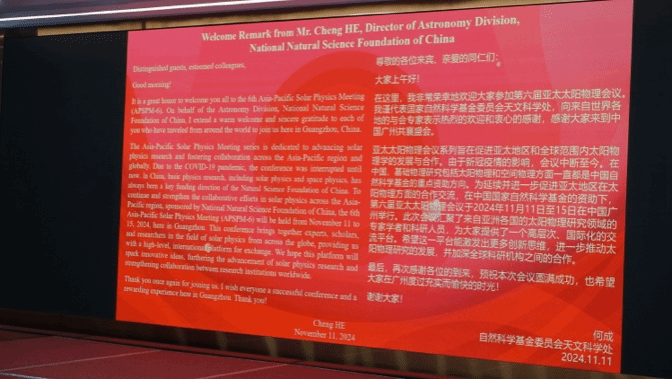 Welcome Remark from Mr. Cheng HE, Director of Astronomy Division,
National Natural Science Foundation of China
Distinguished guests, esteemed colleagues,
Good morning!
It is a great honor to welcome you all to the 6th Asia-Pacific Solar Physics Meeting
(APSPM-6). On behalf of the Astronomy Division, National Natural Science
Foundation of China, I extend a warm welcome and sincere gratitude to each of
you who have traveled from around the world to join us here in Guangzhou, China.
The Asia-Pacific Solar Physics Meeting series is dedicated to advancing solar
physics research and fostering collaboration across the Asia-Pacific region and
globally. Due to the COVID-19 pandemic, the conference was interrupted until
now. In China, basic physics research, including solar physics and space physics, has
always been a key funding direction of the Natural Science Foundation of China. To
continue and strengthen the collaborative efforts in solar physics across the Asia-
Pacific region, sponsored by National Natural Science Foundation of China, the 6th
Asia-Pacific Solar Physics Meeting (APSPM-6) will be held from November 11 to
15, 2024, here in Guangzhou. This conference brings together experts, scholars,
and researchers in the field of solar physics from across the globe, providing us
with a high-level, international platform for exchange. We hope this platform will
spark innovative ideas, furthering the advancement of solar physics research and
strengthening collaboration between research institutions worldwide.
Thank you once again for joining us. I wish everyone a successful conference and a
rewarding experience here in Guangzhou Thank you!
Cheng HE
November 11, 2024
尊敬的各位来宾、亲爱的同仁们:
大家上午好!
在这里,我非常荣幸地欢迎大家参加第六届亚太太阳物理会议。
我谨代表国家自然科学基金委员会天文科学处,向来自世界各
地的与会专家表示热烈的欢迎和衷心的感谢,感谢大家来到中
国广州共襄盛会。
亚太太阳物理会议系列旨在促进亚太地区和全球范围内太阳物
理学的发展与合作。由于新冠疫情的影响,会议中断至今。在
中国,基础物理研究包括太阳物理和空间物理方面一直都是中国自
然科学基金的重点资助方向。为延续并进一步促进亚太地区在太
阳物理方面的合作交流,在中国国家自然科学基金的资助下,
第六届亚太太阳物理会议于2024年11月11日至15日在中国广
州举行。此次会议汇聚了来自亚洲各国的太阳物理研究领域的
专家学者和科研人员,为大家提供了一个高层次、国际化的交
流平台。希望这一平台能激发出更多创新思维,进一步推动太
阳物理研究的发展,并加深全球科研机构之间的合作。
最后,再次感谢各位的到来,预祝本次会议圆满成功,也希望
大家在广州度过充实而愉快的时光!
谢谢大家!
何成
自然科学基金委员会天文科学处
2024.11.11